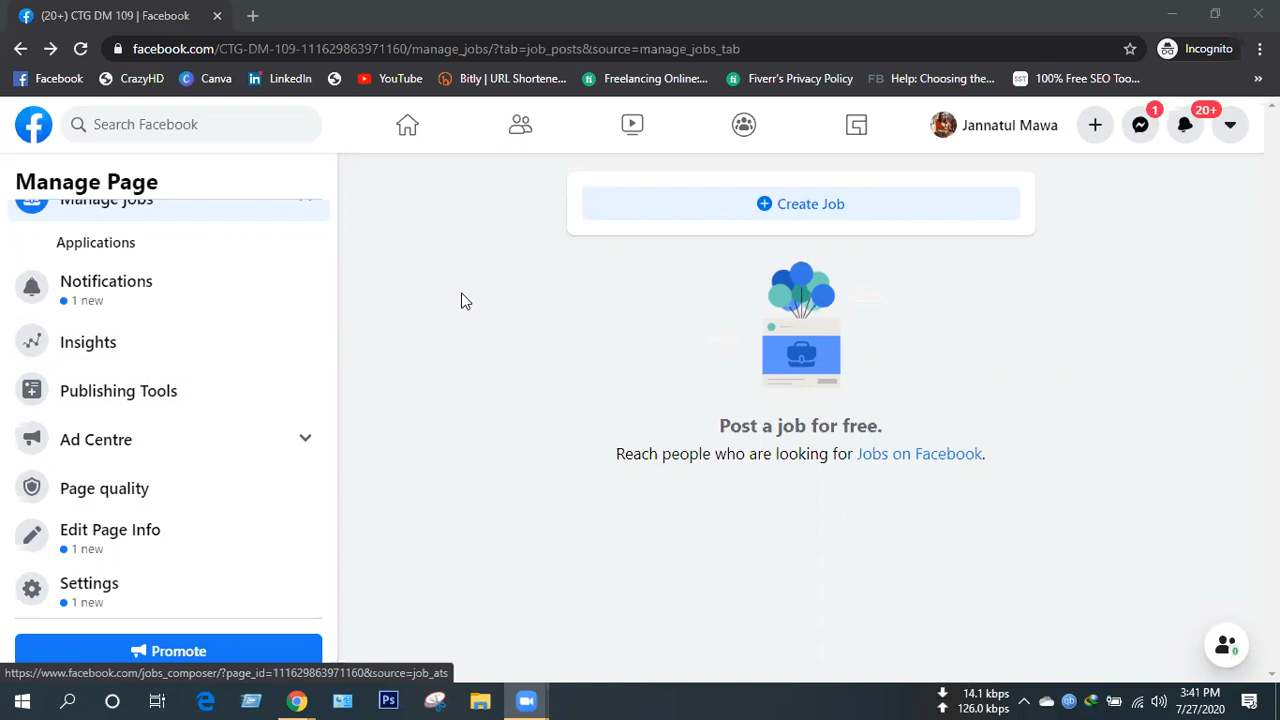 (20+) CTG DM 109 | Facebook
facebook.com/CTG-DM-109-111629863971160/manage_jobs/?tab=job_posts&source=manage_jobs_tab
Incognito
Facebook CrazyHD Canva LinkedIn YouTube Bitly | URL Shortene... Freelancing Online:... Fiverr's Privacy Policy FB Help: Choosing the... SST 100% Free SEO Too... »
Search Facebook
Jannatul Mawa
1
20+
Manage Page
Manage Jobs
Applications
Notifications
1 new
Insights
Publishing Tools
Ad Centre
Page quality
Edit Page Info
1 new
Settings
1 new
Promote
Create Job
Post a job for free.
Reach people who are looking for Jobs on Facebook.
0
https://www.facebook.com/jobs_composer/?page_id=111629863971160&source=job_ats
Ps
14.1 kbps
126.0 kbps
qb
3:41 PM
7/27/2020